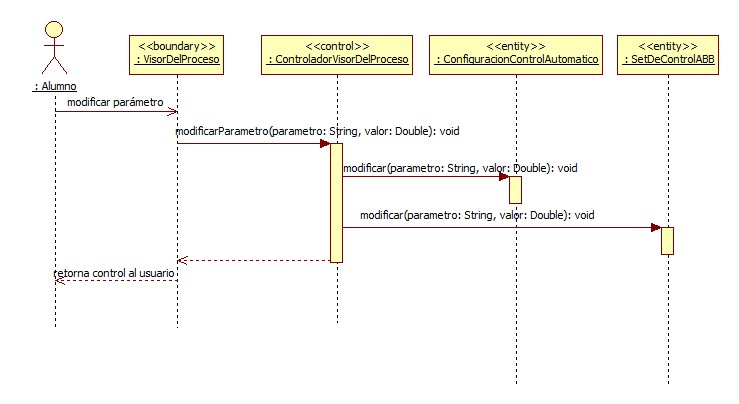 <<boundary>>
: VisorDelProceso
<<control>>
: ControladorVisorDelProceso
<<entity>>
: ConfiguracionControlAutomatico
<<entity>>
: SetDeControlABB
: Alumno
modificar parámetro
modificarParametro(parametro: String, valor: Double): void
modificar(parametro: String, valor: Double): void
modificar(parametro: String, valor: Double): void
retorna control al usuario